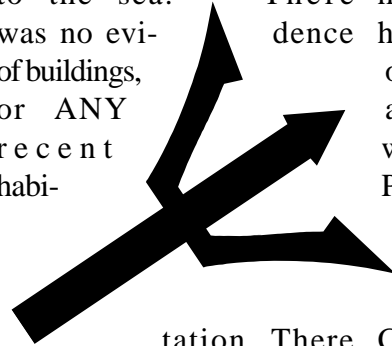 to the sea. There
was no evi- dence
of buildings,
or ANY
recent
habi-
tation. There